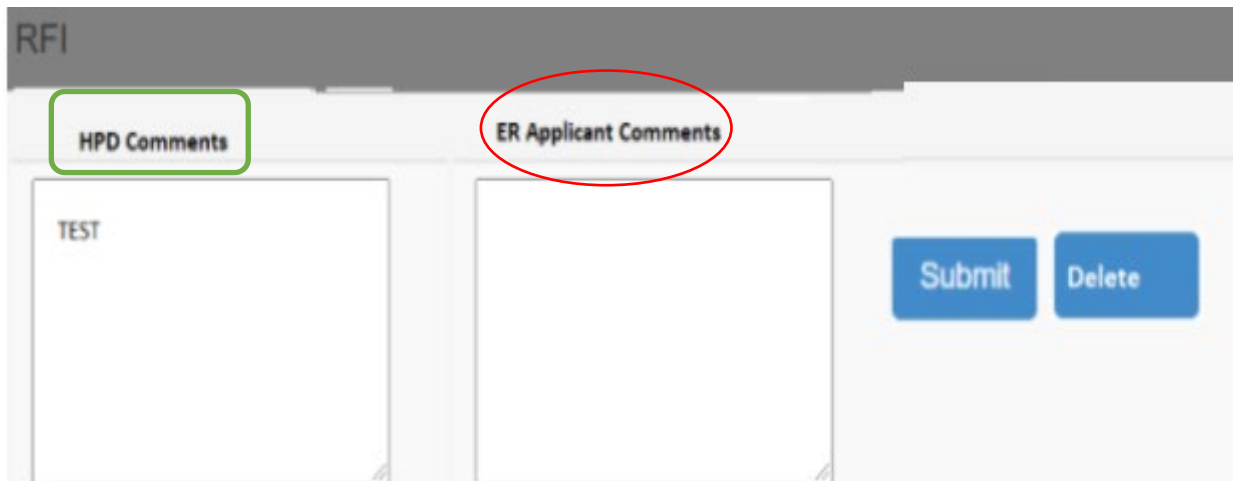 RFI
HPD Comments
ER Applicant Comments
TEST
Submit
Delete